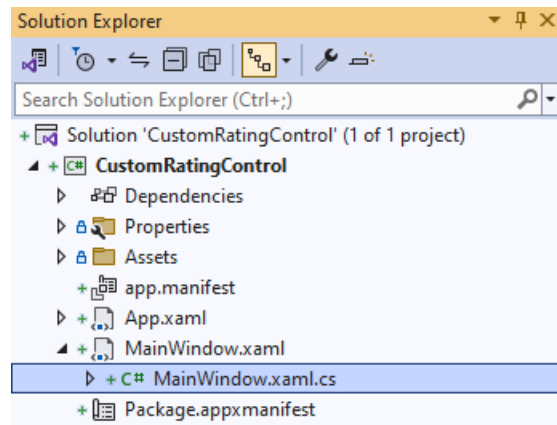 Solution Explorer
Search Solution Explorer (Ctrl+;)
Solution 'CustomRatingControl' (1 of 1 project)
C# CustomRatingControl
Dependencies
Properties
Assets
app.manifest
App.xaml
MainWindow.xaml
C# MainWindow.xaml.cs
Package.appxmanifest